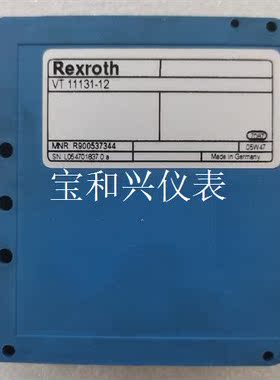 Rexroth
VT 11131-12
MNR: R900537344
05W47
SN: L054701837.0 a
Made in Germany
宝和兴仪表